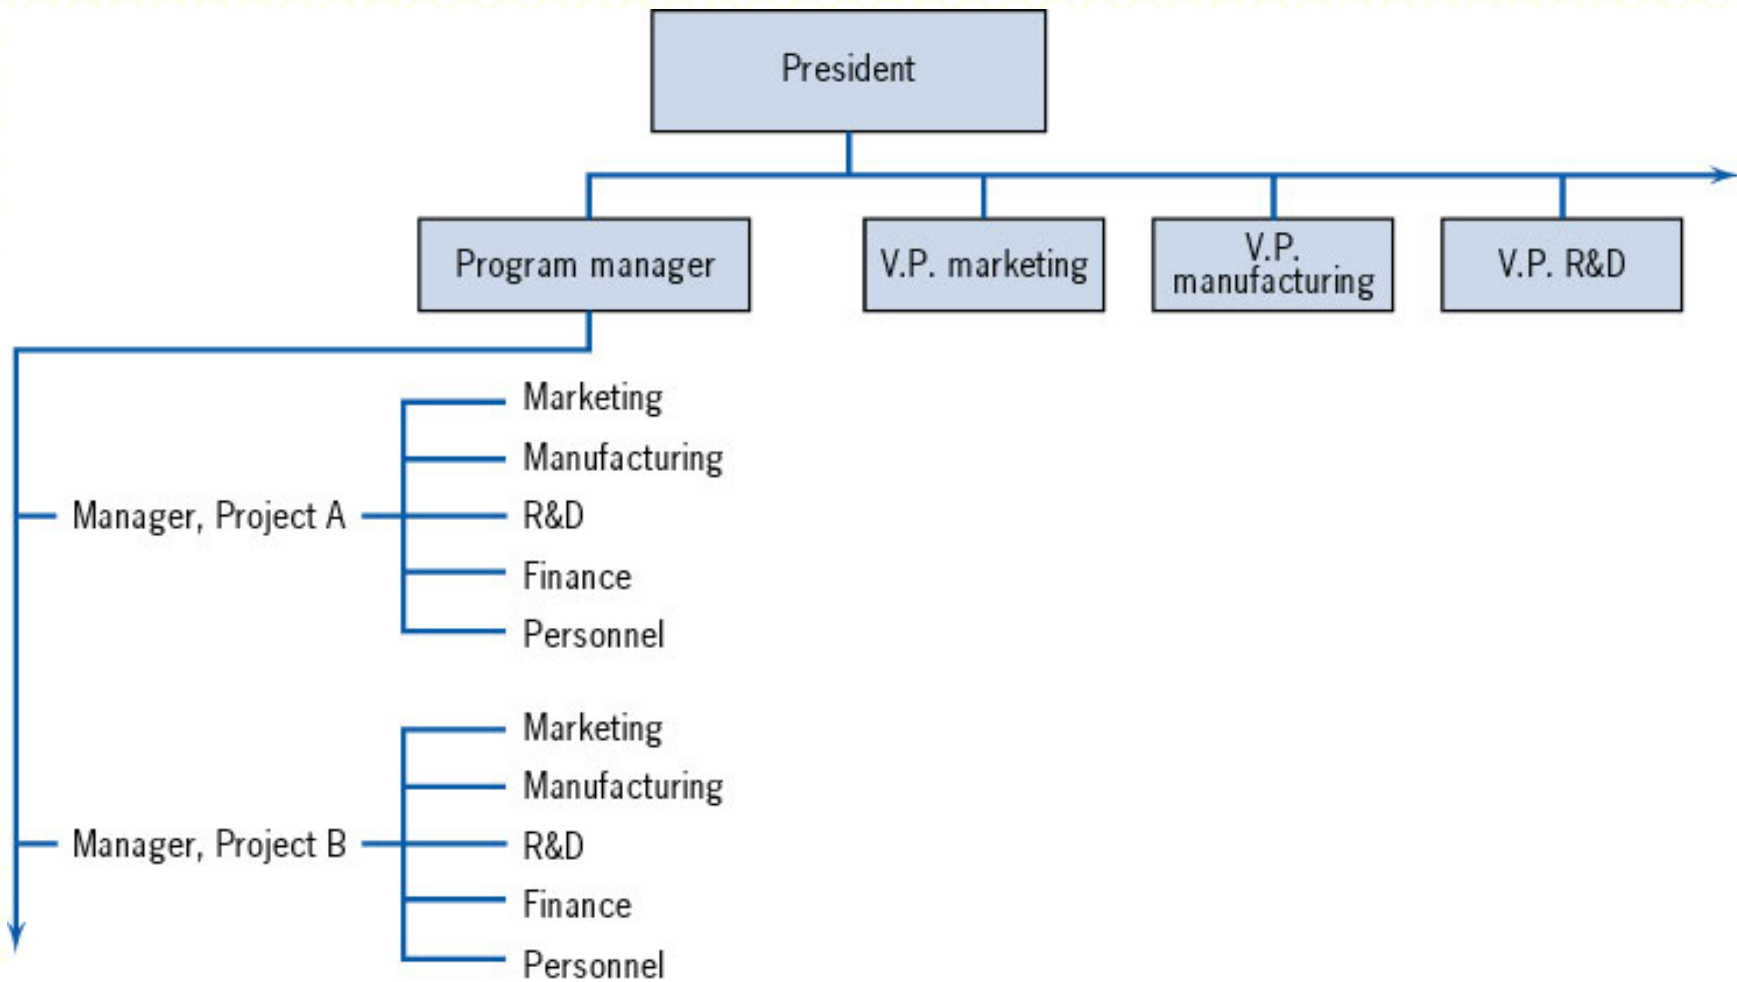 President
Program manager
V.P. marketing
V.P.
manufacturing
V.P. R&D
Manager, Project A
Marketing
Manufacturing
R&D
Finance
Personnel
Manager, Project B
Marketing
Manufacturing
R&D
Finance
Personnel